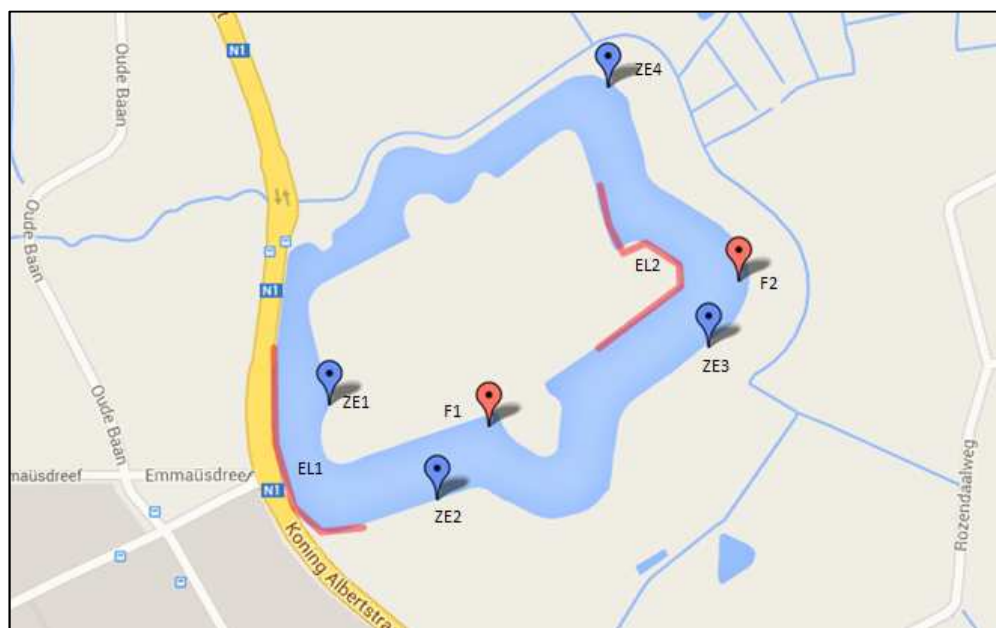 Oude Baan
N1
ZE4
Oude Baan
EL2
F2
N1
ZE3
ZE1
F1
Oude Baan
EL1
Emmaüsdree
N1
ZE2
Koning Albertstra
Rozendaalweg
maüsdreef